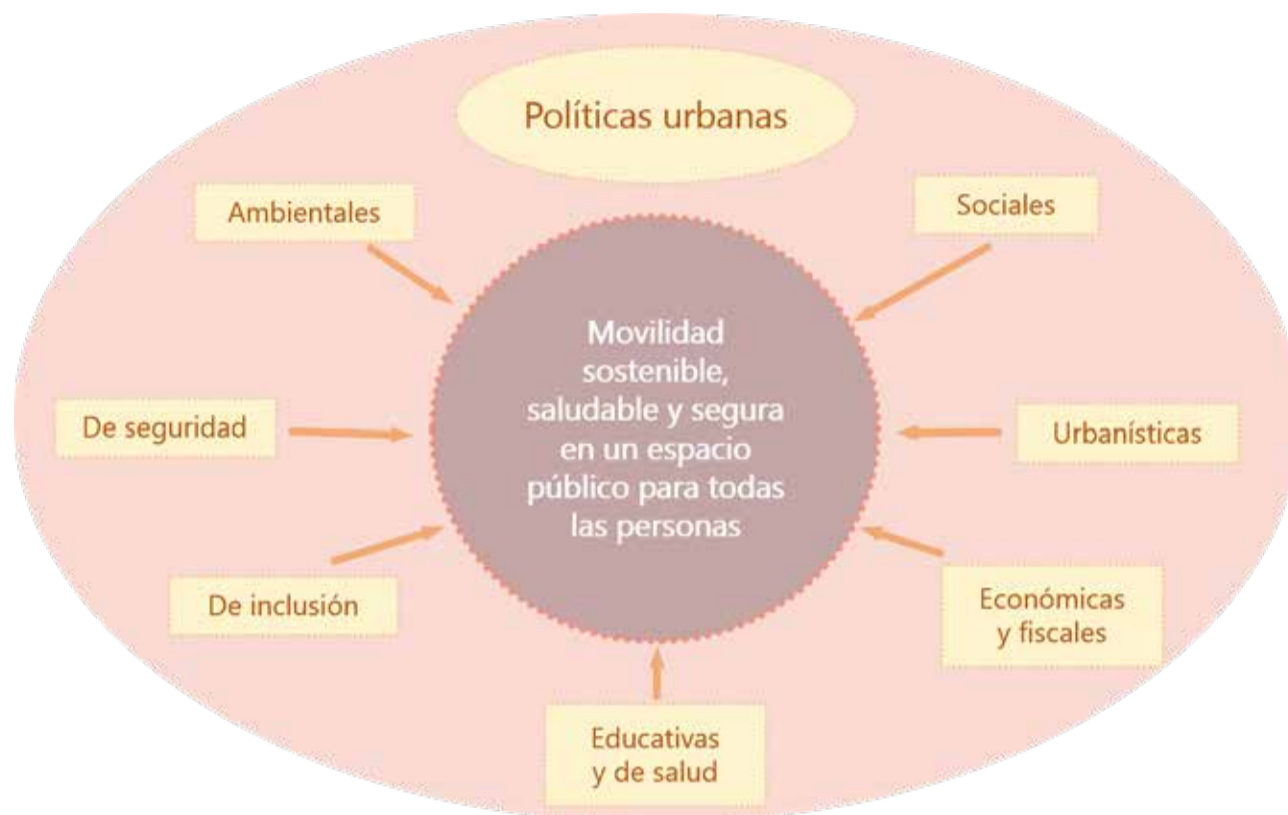 Políticas urbanas
Ambientales
Sociales
Movilidad
sostenible,
saludable y segura
en un espacio
público para todas
las personas
De seguridad
Urbanísticas
De inclusión
Económicas
y fiscales
Educativas
y de salud